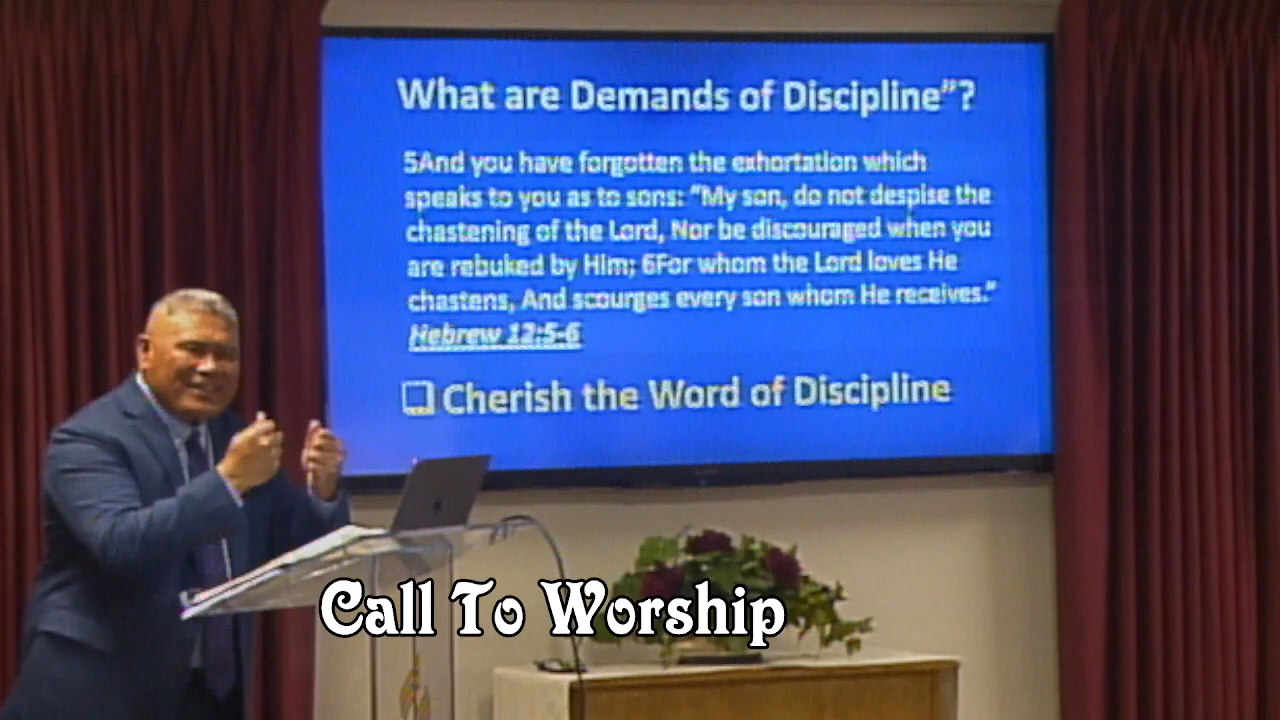 What are Demands of Discipline”?
5And you have forgotten the exhortation which
speaks to you as to sons: “My son, do not despise the
chastening of the Lord, Nor be discouraged when you
are rebuked by Him; 6For whom the Lord loves He
chastens, And scourges every son whom He receives.”
Hebrew 12:5-6
Cherish the Word of Discipline
Call To Worship